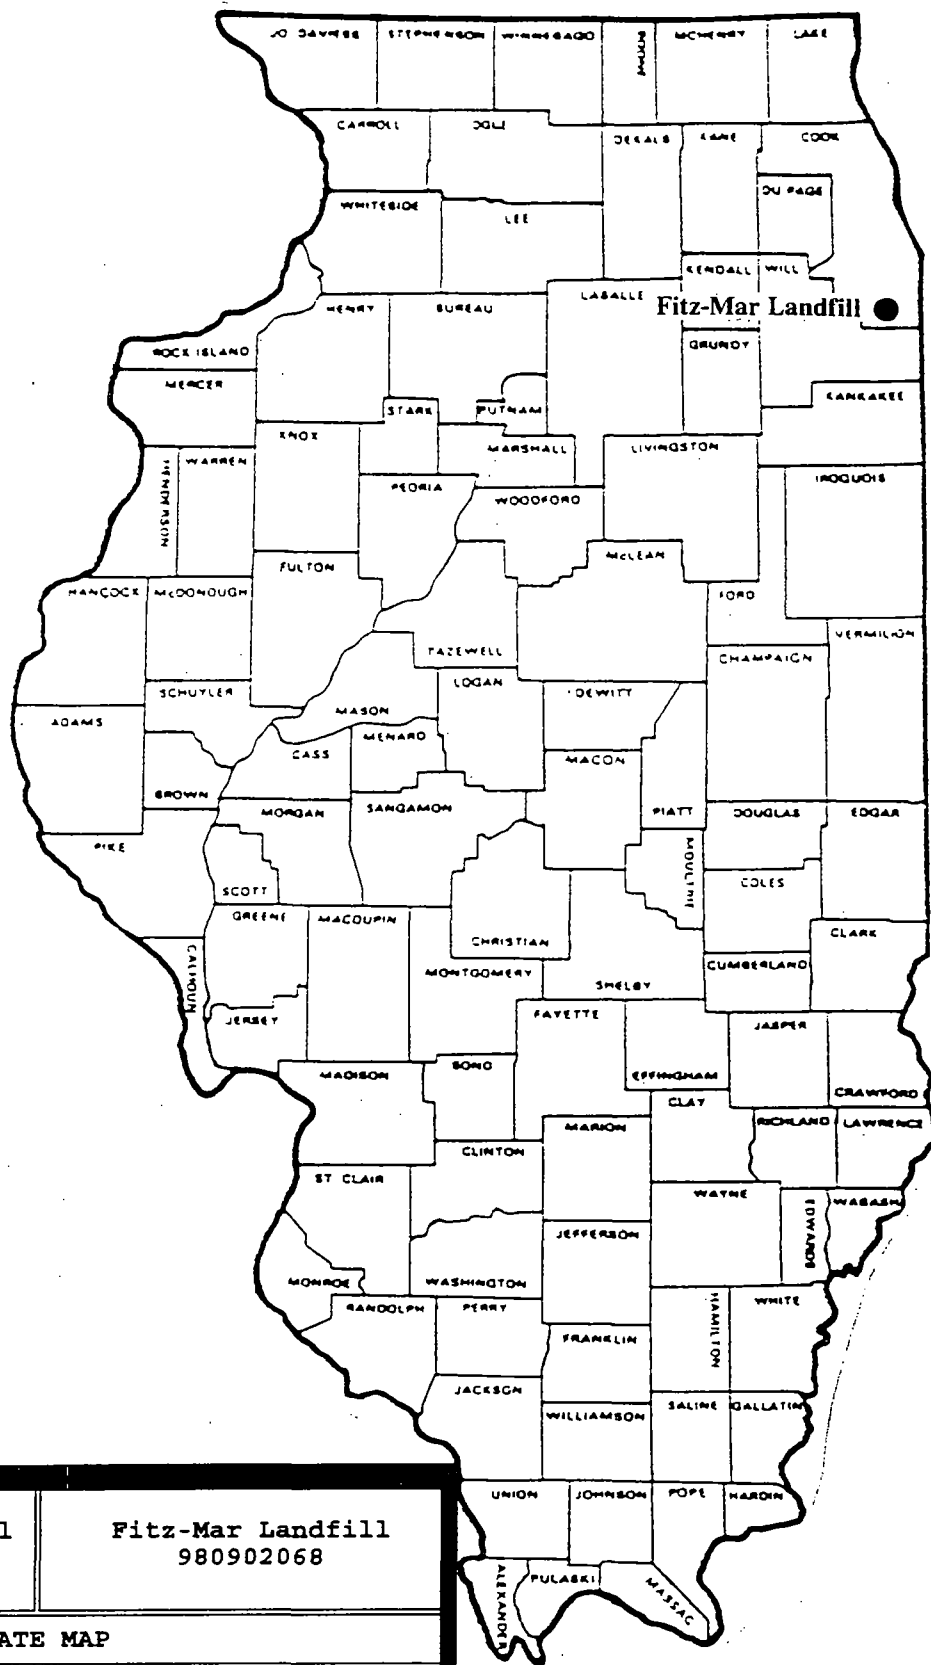 JO DAVIESS STEPHENSON WINNEBAGO BOONE MCHENRY LAKE
CARROLL OGLE DEKALB KANE COOK
DU PAGE
WHITESIDE LEE
KENDALL WILL
HENRY BUREAU LASALLE
Fitz-Mar Landfill
ROCK ISLAND GRUNDY
MERCER KANKAKEE
STARK PUTNAM
KNOX MARSHALL LIVINGSTON
HENDERSON WARREN
PEORIA WOODFORD IROQUOIS
FULTON McLEAN
HANCOCK McDONOUGH FORD
VERMILION
TAZEWELL CHAMPAIGN
SCHUYLER LOGAN DEWITT
ADAMS MASON
CASS MENARD MACON
BROWN MORGAN SANGAMON PIATT DOUGLAS EDGAR
PIKE MOULTRIE
SCOTT COLES
GREENE MACOUPIN
CHRISTIAN CLARK
CALHOUN MONTGOMERY CUMBERLAND
SHELBY
JERSEY FAYETTE JASPER
MADISON BOND EFFINGHAM
CLAY CRAWFORD
MARION RICHLAND LAWRENCE
CLINTON
ST CLAIR WAYNE EDWARDS WABASH
JEFFERSON
MONROE WASHINGTON
RANDOLPH PERRY HAMILTON WHITE
FRANKLIN
JACKSON
WILLIAMSON SALINE GALLATIN
UNION JOHNSON POPE HARDIN
ALEXANDER PULASKI MASSAC
l
Fitz-Mar Landfill
980902068
ATE MAP